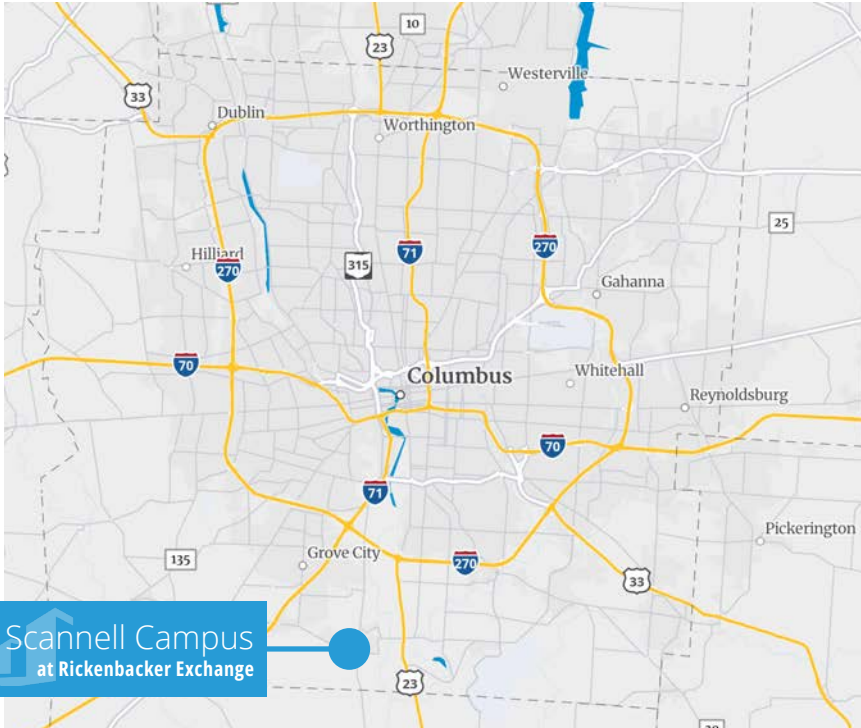 10
23
Westerville
33
Dublin
Worthington
25
Hilliard
270
315
71
270
Gahanna
70
Columbus
Whitehall
Reynoldsburg
70
71
Pickerington
135
Grove City
270
33
Scannell Campus
at Rickenbacker Exchange
23